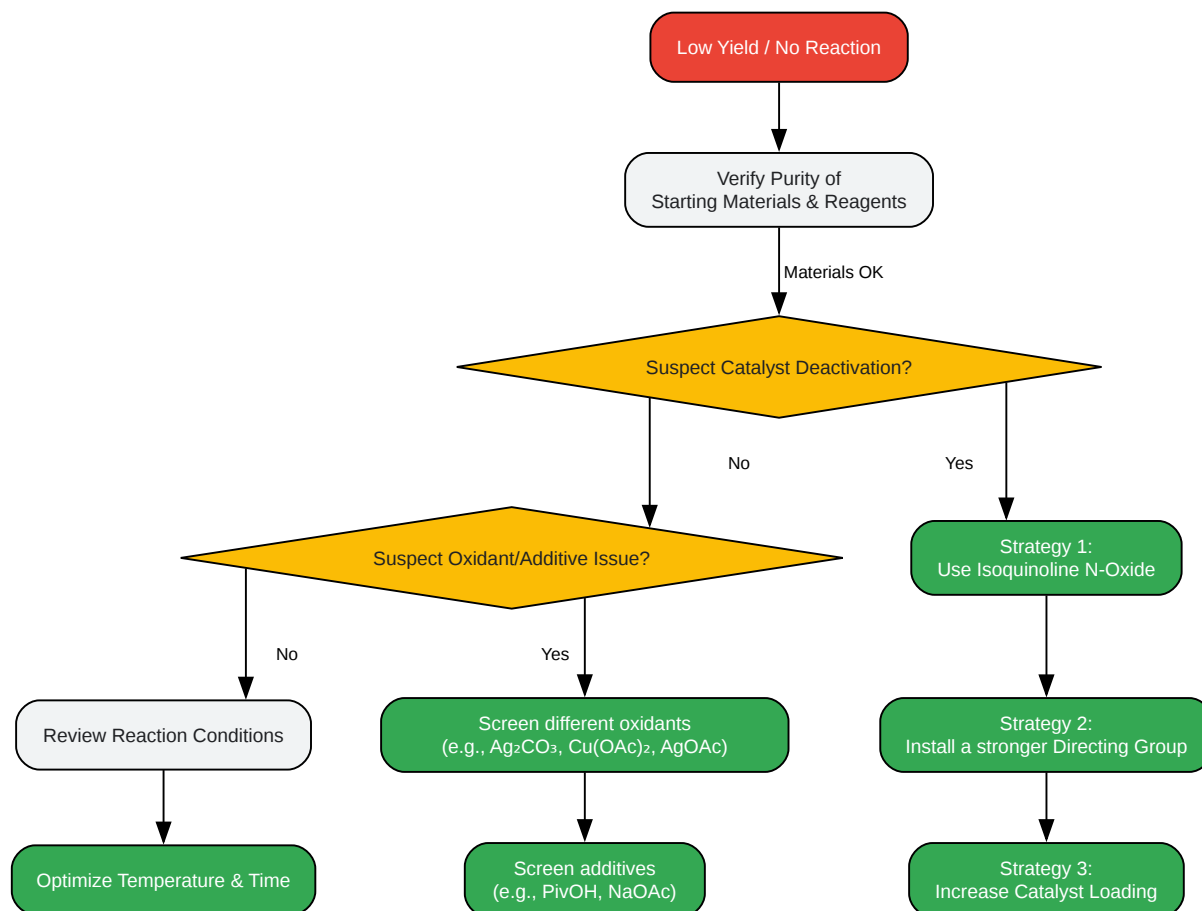 Low Yield / No Reaction
Verify Purity of
Starting Materials & Reagents
Materials OK
Suspect Catalyst Deactivation?
No
Yes
Suspect Oxidant/Additive Issue?
Strategy 1:
Use Isoquinoline N-Oxide
No
Yes
Review Reaction Conditions
Screen different oxidants
(e.g., Ag₂CO₃, Cu(OAc)₂, AgOAc)
Strategy 2:
Install a stronger Directing Group
Optimize Temperature & Time
Screen additives
(e.g., PivOH, NaOAc)
Strategy 3:
Increase Catalyst Loading